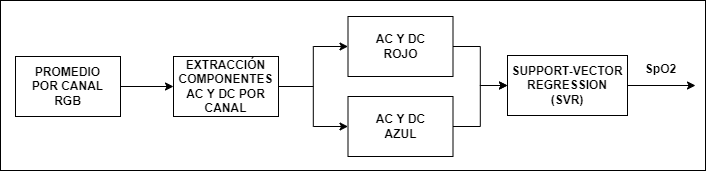 PROMEDIO
POR CANAL
RGB
EXTRACCIÓN
COMPONENTES
AC Y DC POR
CANAL
AC Y DC
ROJO
AC Y DC
AZUL
SUPPORT-VECTOR
REGRESSION
(SVR)
SpO2